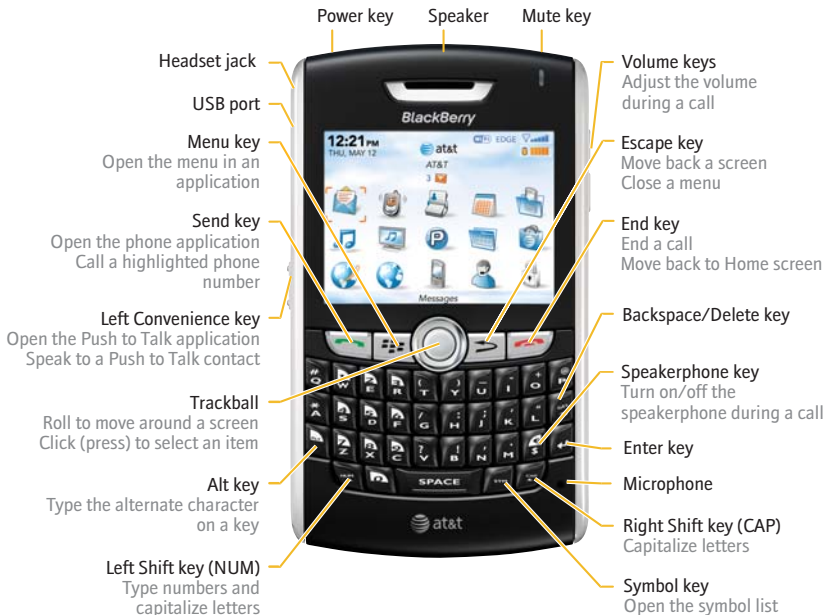 Power key
Speaker
Mute key
Headset jack
USB port
Menu key
Open the menu in an
application
Send key
Open the phone application
Call a highlighted phone
number
Left Convenience key
Open the Push to Talk application
Speak to a Push to Talk contact
Trackball
Roll to move around a screen
Click (press) to select an item
Alt key
Type the alternate character
on a key
Left Shift key (NUM)
Type numbers and
capitalize letters
BlackBerry
12:21PM
THU, MAY 12
at&t
EDGE
AT&T
3
Messages
# Q W E R ( T ) Y _ U I + O @ P
* A S D F / G : H ; J ' K " L
Z X C ? V ! B , N . M $
SPACE
at&t
Volume keys
Adjust the volume
during a call
Escape key
Move back a screen
Close a menu
End key
End a call
Move back to Home screen
Backspace/Delete key
Speakerphone key
Turn on/off the
speakerphone during a call
Enter key
Microphone
Right Shift key (CAP)
Capitalize letters
Symbol key
Open the symbol list